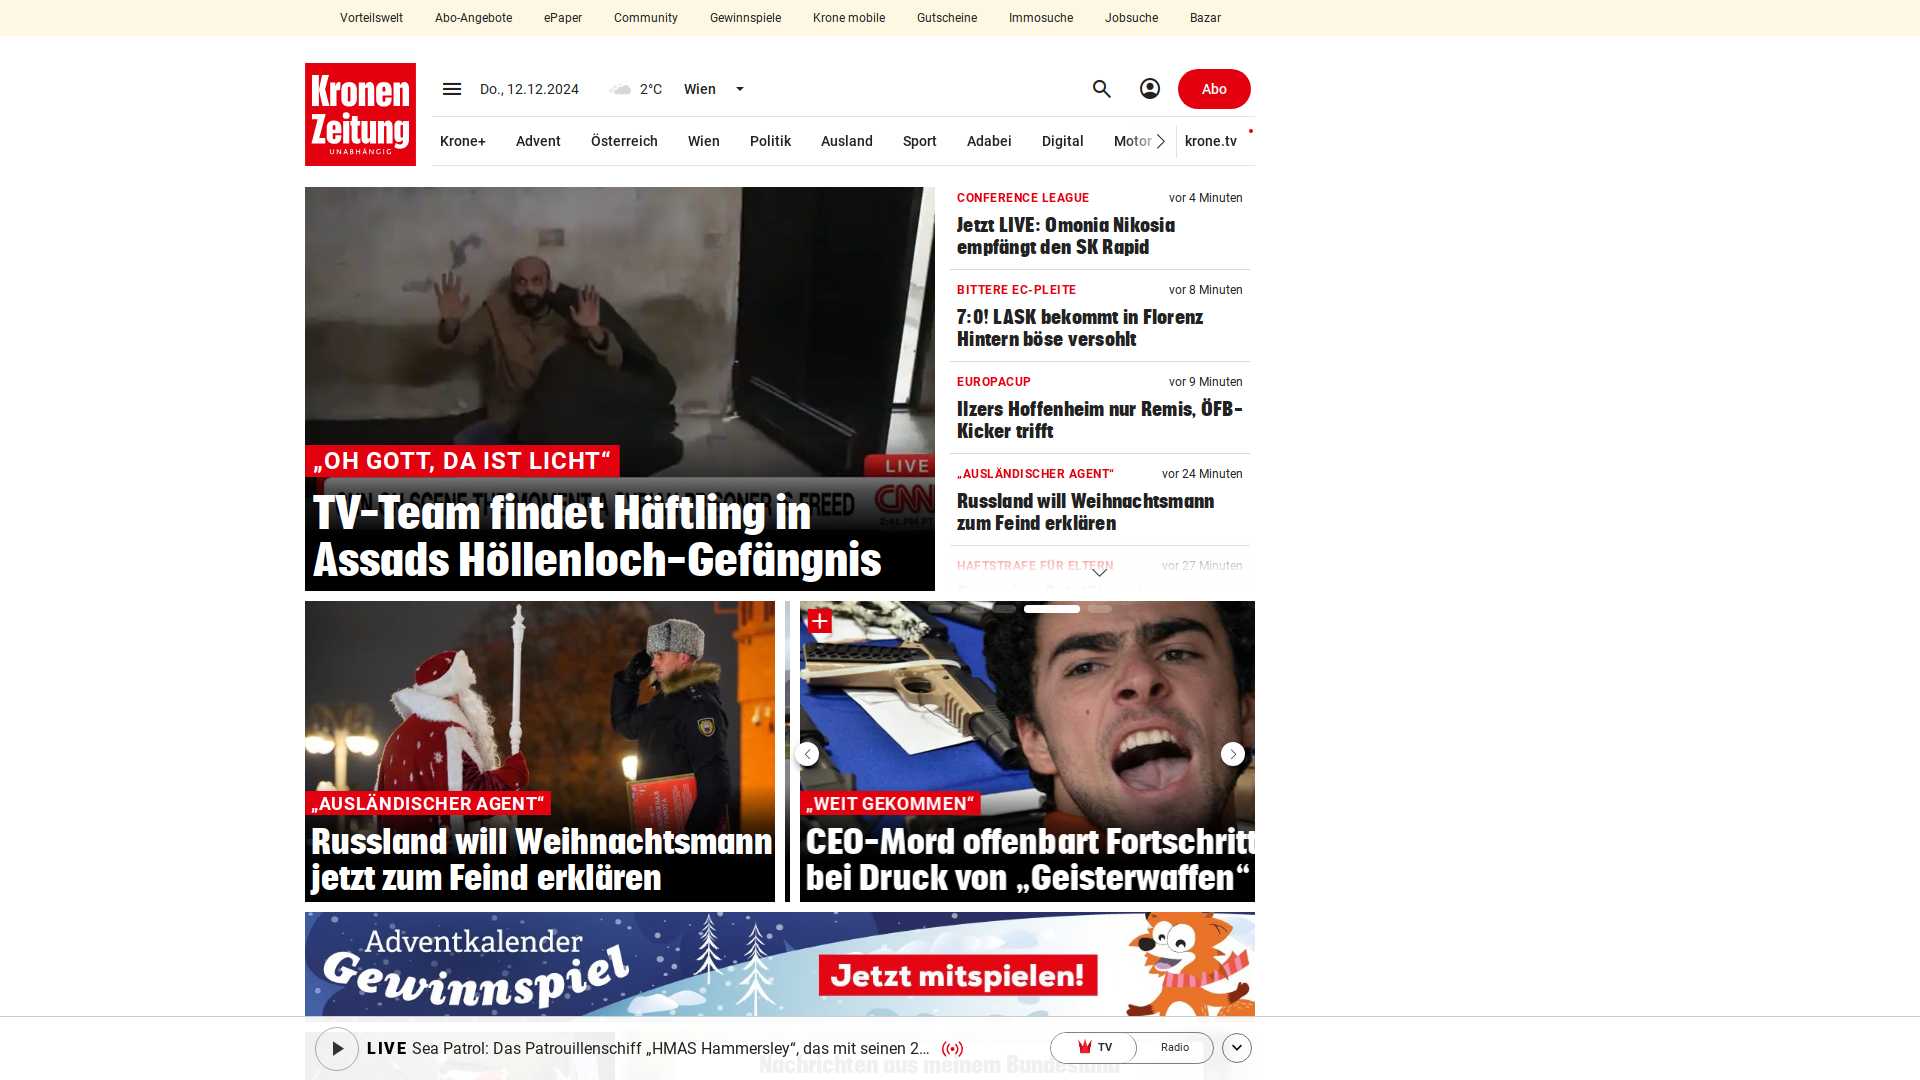 Vorteilswelt Abo-Angebote ePaper Community Gewinnspiele Krone mobile Gutscheine Immosuche Jobsuche Bazar
Kronen
Zeitung
UNABHÄNGIG
Do., 12.12.2024 2°C Wien
Abo
Krone+ Advent Österreich Wien Politik Ausland Sport Adabei Digital Motor krone.tv
„OH GOTT, DA IST LICHT“
LIVE
CNN
TV-Team findet Häftling in
Assads Höllenloch-Gefängnis
CONFERENCE LEAGUE vor 4 Minuten
Jetzt LIVE: Omonia Nikosia
empfängt den SK Rapid
BITTERE EC-PLEITE vor 8 Minuten
7:0! LASK bekommt in Florenz
Hintern böse versohlt
EUROPACUP vor 9 Minuten
Ilzers Hoffenheim nur Remis, ÖFB-
Kicker trifft
„AUSLÄNDISCHER AGENT“ vor 24 Minuten
Russland will Weihnachtsmann
zum Feind erklären
HAFTSTRAFE FÜR ELTERN vor 27 Minuten
„AUSLÄNDISCHER AGENT“
Russland will Weihnachtsmann
jetzt zum Feind erklären
„WEIT GEKOMMEN“
CEO-Mord offenbart Fortschritt
bei Druck von „Geisterwaffen“
Adventkalender
Gewinnspiel
Jetzt mitspielen!
LIVE Sea Patrol: Das Patrouillenschiff „HMAS Hammersley“, das mit seinen 2...
TV Radio
Nachrichten aus meinem Bundesland